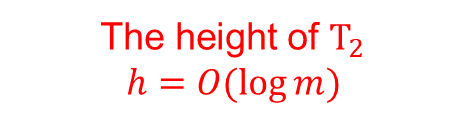 The height of T₂
h = O(log m)